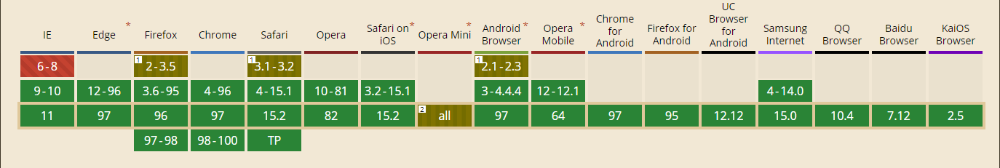 IE Edge * Firefox Chrome Safari Opera Safari on iOS * Opera Mini * Android Browser * Opera Mobile * Chrome for Android Firefox for Android UC Browser for Android Samsung Internet QQ Browser Baidu Browser KaiOS Browser
6-8 1 2-3.5 1 3.1-3.2 1 2.1-2.3
9-10 12-96 3.6-95 4-96 4-15.1 10-81 3.2-15.1 3-4.4.4 12-12.1 4-14.0
11 97 96 97 15.2 82 15.2 2 all 97 64 97 95 12.12 15.0 10.4 7.12 2.5
97-98 98-100 TP